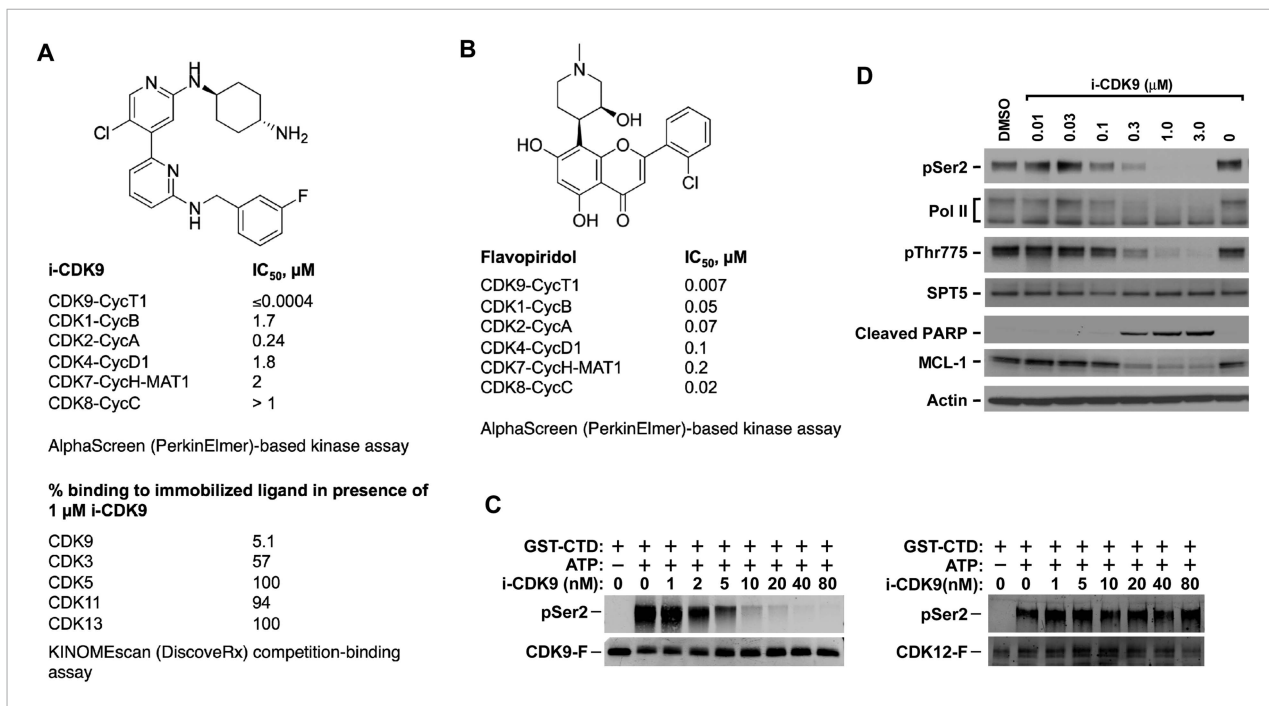 A
N
H
N
NH2
Cl
N
N
H
F
i-CDK9 IC50, µM
CDK9-CycT1 ≤0.0004
CDK1-CycB 1.7
CDK2-CycA 0.24
CDK4-CycD1 1.8
CDK7-CycH-MAT1 2
CDK8-CycC > 1
AlphaScreen (PerkinElmer)-based kinase assay
% binding to immobilized ligand in presence of
1 µM i-CDK9
CDK9 5.1
CDK3 57
CDK5 100
CDK11 94
CDK13 100
KINOMEscan (DiscoveRx) competition-binding
assay
B
N
OH
HO
O
Cl
OH
O
Flavopiridol IC50, µM
CDK9-CycT1 0.007
CDK1-CycB 0.05
CDK2-CycA 0.07
CDK4-CycD1 0.1
CDK7-CycH-MAT1 0.2
CDK8-CycC 0.02
AlphaScreen (PerkinElmer)-based kinase assay
C
GST-CTD: + + + + + + + + +
ATP: − + + + + + + + +
i-CDK9 (nM): 0 0 1 2 5 10 20 40 80
pSer2
CDK9-F
GST-CTD: + + + + + + + +
ATP: − + + + + + + +
i-CDK9(nM): 0 0 1 5 10 20 40 80
pSer2
CDK12-F
D
i-CDK9 (µM)
DMSO 0.01 0.03 0.1 0.3 1.0 3.0 0
pSer2
Pol II
pThr775
SPT5
Cleaved PARP
MCL-1
Actin